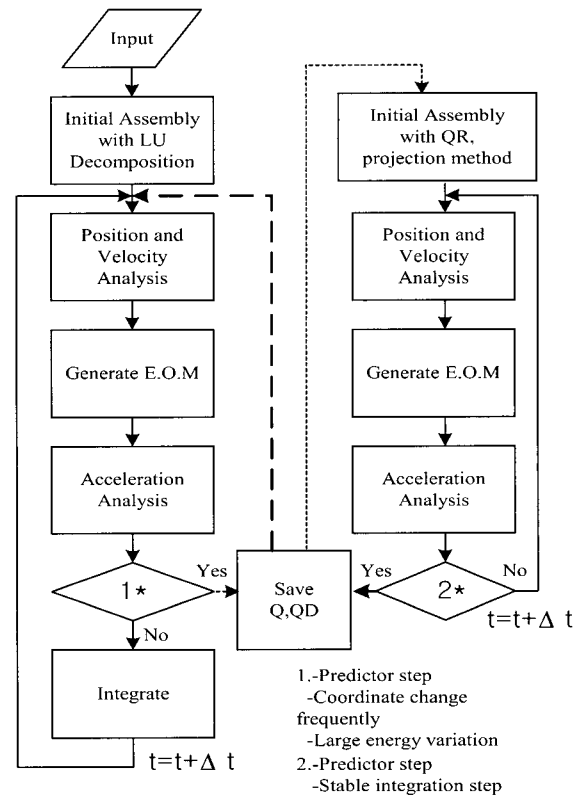 Input
Initial Assembly
with LU
Decomposition
Position and
Velocity
Analysis
Generate E.O.M
Acceleration
Analysis
1*
Yes
No
Integrate
t=t+Δ t
Save
Q,QD
Initial Assembly
with QR,
projection method
Position and
Velocity
Analysis
Generate E.O.M
Acceleration
Analysis
2*
Yes
No
t=t+Δ t
1.-Predictor step
-Coordinate change
frequently
-Large energy variation
2.-Predictor step
-Stable integration step